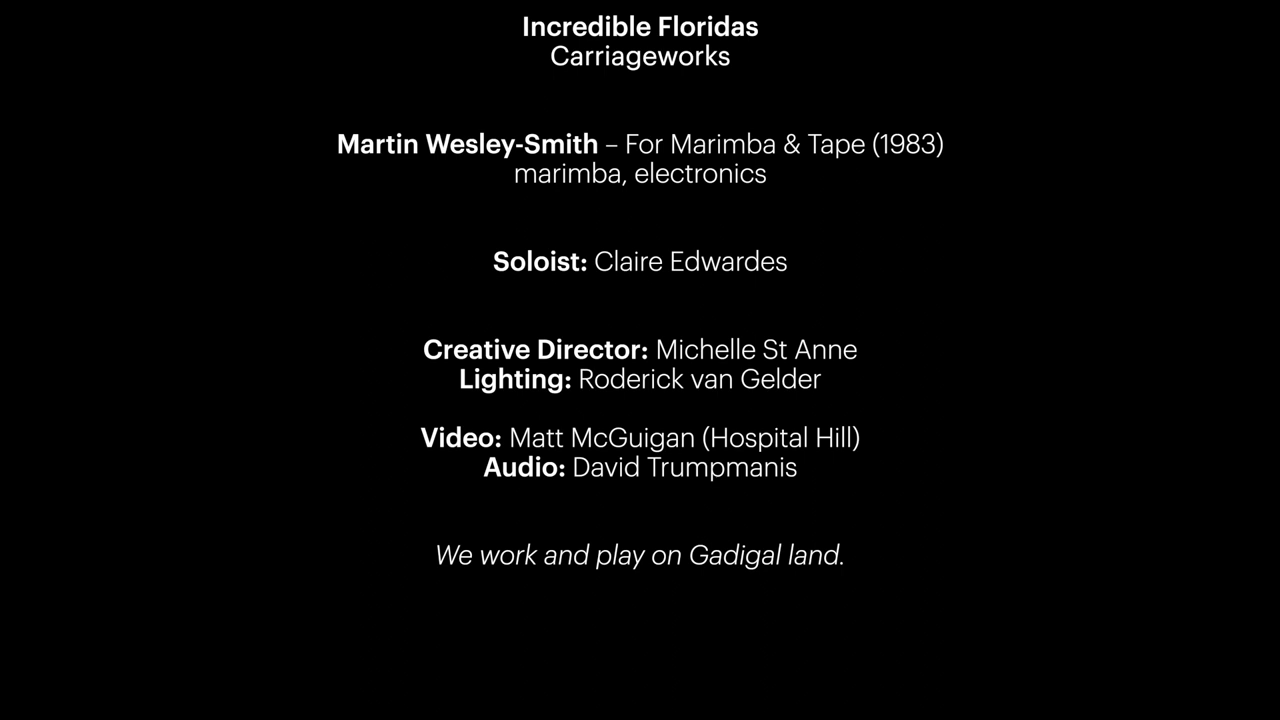 Incredible Floridas
Carriageworks
Martin Wesley-Smith – For Marimba & Tape (1983)
marimba, electronics
Soloist: Claire Edwardes
Creative Director: Michelle St Anne
Lighting: Roderick van Gelder
Video: Matt McGuigan (Hospital Hill)
Audio: David Trumpmanis
We work and play on Gadigal land.